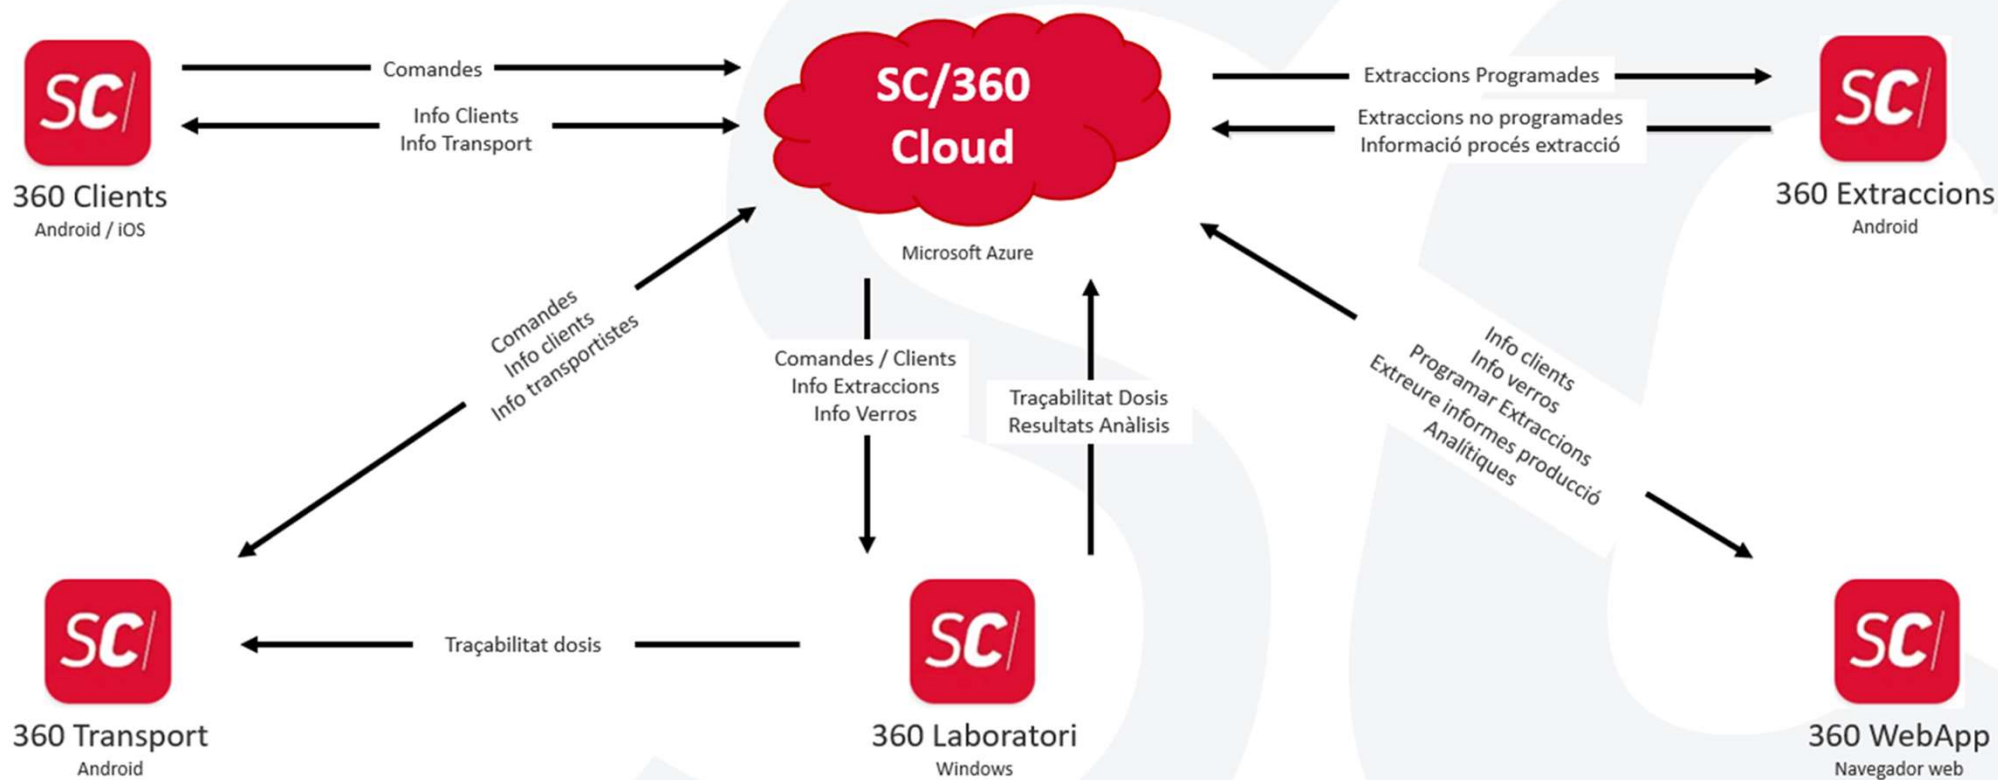 SC/
360 Clients
Android / iOS
Comandes
Info Clients
Info Transport
SC/360
Cloud
Microsoft Azure
Extraccions Programades
Extraccions no programades
Informació procés extracció
SC/
360 Extraccions
Android
Comandes
Info clients
Info transportistes
Comandes / Clients
Info Extraccions
Info Verros
Traçabilitat Dosis
Resultats Anàlisis
Info clients
Info verros
Programar Extraccions
Extreure informes producció
Analítiques
SC/
360 Transport
Android
Traçabilitat dosis
SC/
360 Laboratori
Windows
SC/
360 WebApp
Navegador web